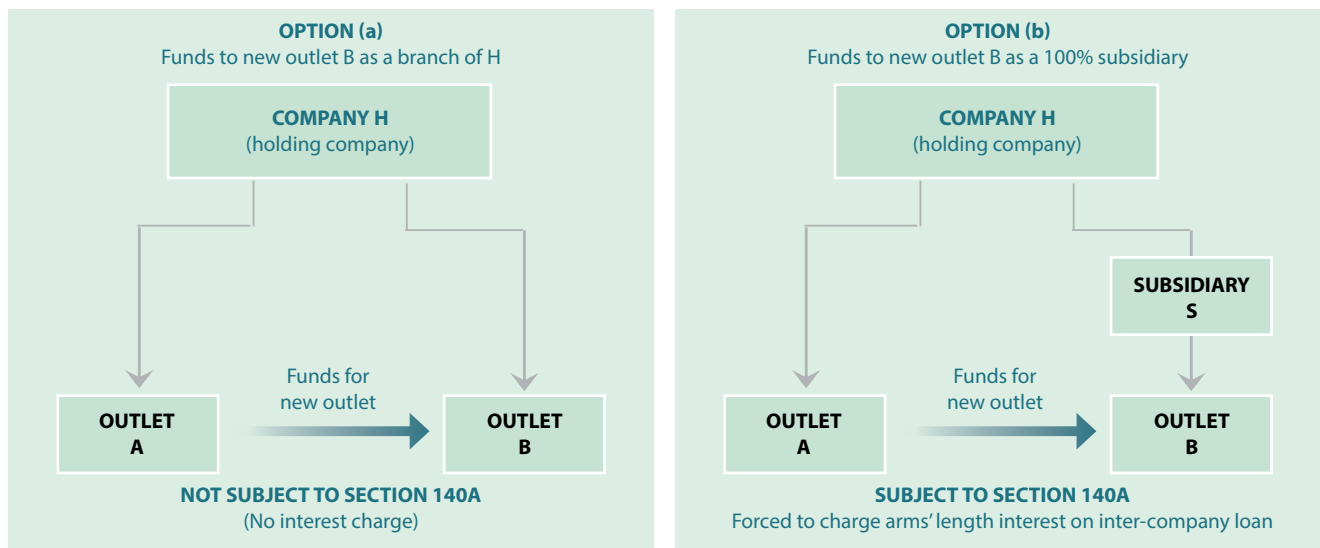 OPTION (a)
Funds to new outlet B as a branch of H
COMPANY H
(holding company)
Funds for
new outlet
OUTLET
A
OUTLET
B
NOT SUBJECT TO SECTION 140A
(No interest charge)
OPTION (b)
Funds to new outlet B as a 100% subsidiary
COMPANY H
(holding company)
SUBSIDIARY
S
Funds for
new outlet
OUTLET
A
OUTLET
B
SUBJECT TO SECTION 140A
Forced to charge arms’ length interest on inter-company loan